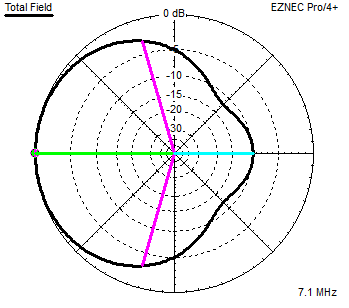 Total Field
0 dB
EZNEC Pro/4+
-5
-10
-15
-20
-30
7.1 MHz